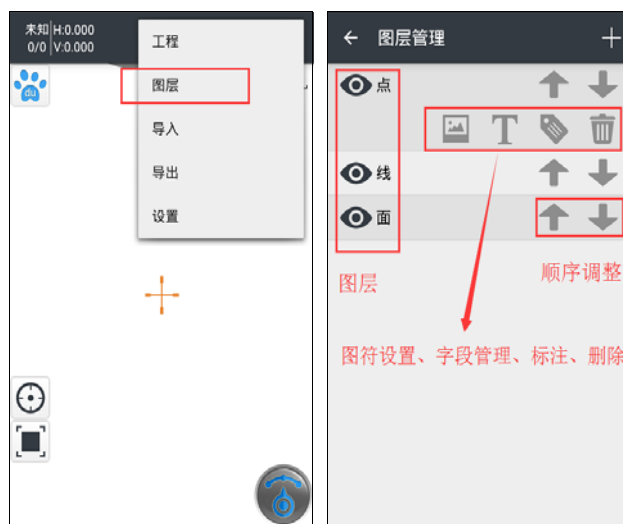 未知 H:0.000
0/0 V:0.000
工程
图层
导入
导出
设置
du
图层管理
点
T
线
面
图层
顺序调整
图符设置、字段管理、标注、删除